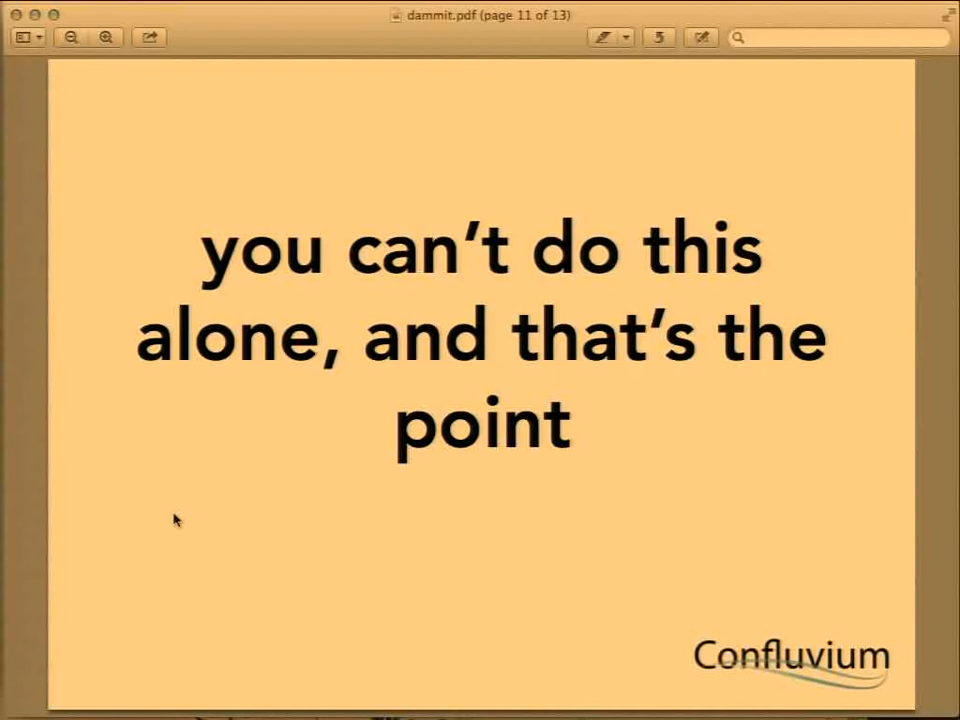 dammit.pdf (page 11 of 13)
you can't do this
alone, and that's the
point
Confluvium